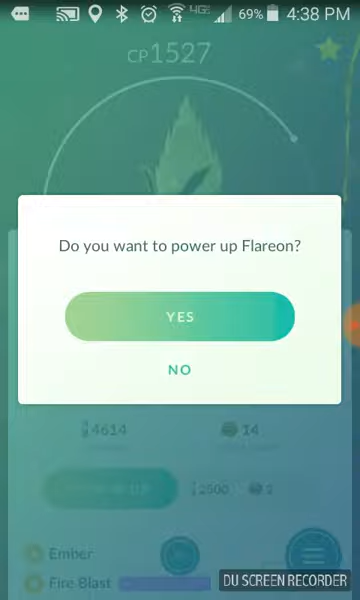 4G 69% 4:38 PM
CP1527
Do you want to power up Flareon?
YES
NO
4614 14
2500 2
Ember
Fire Blast
DU SCREEN RECORDER